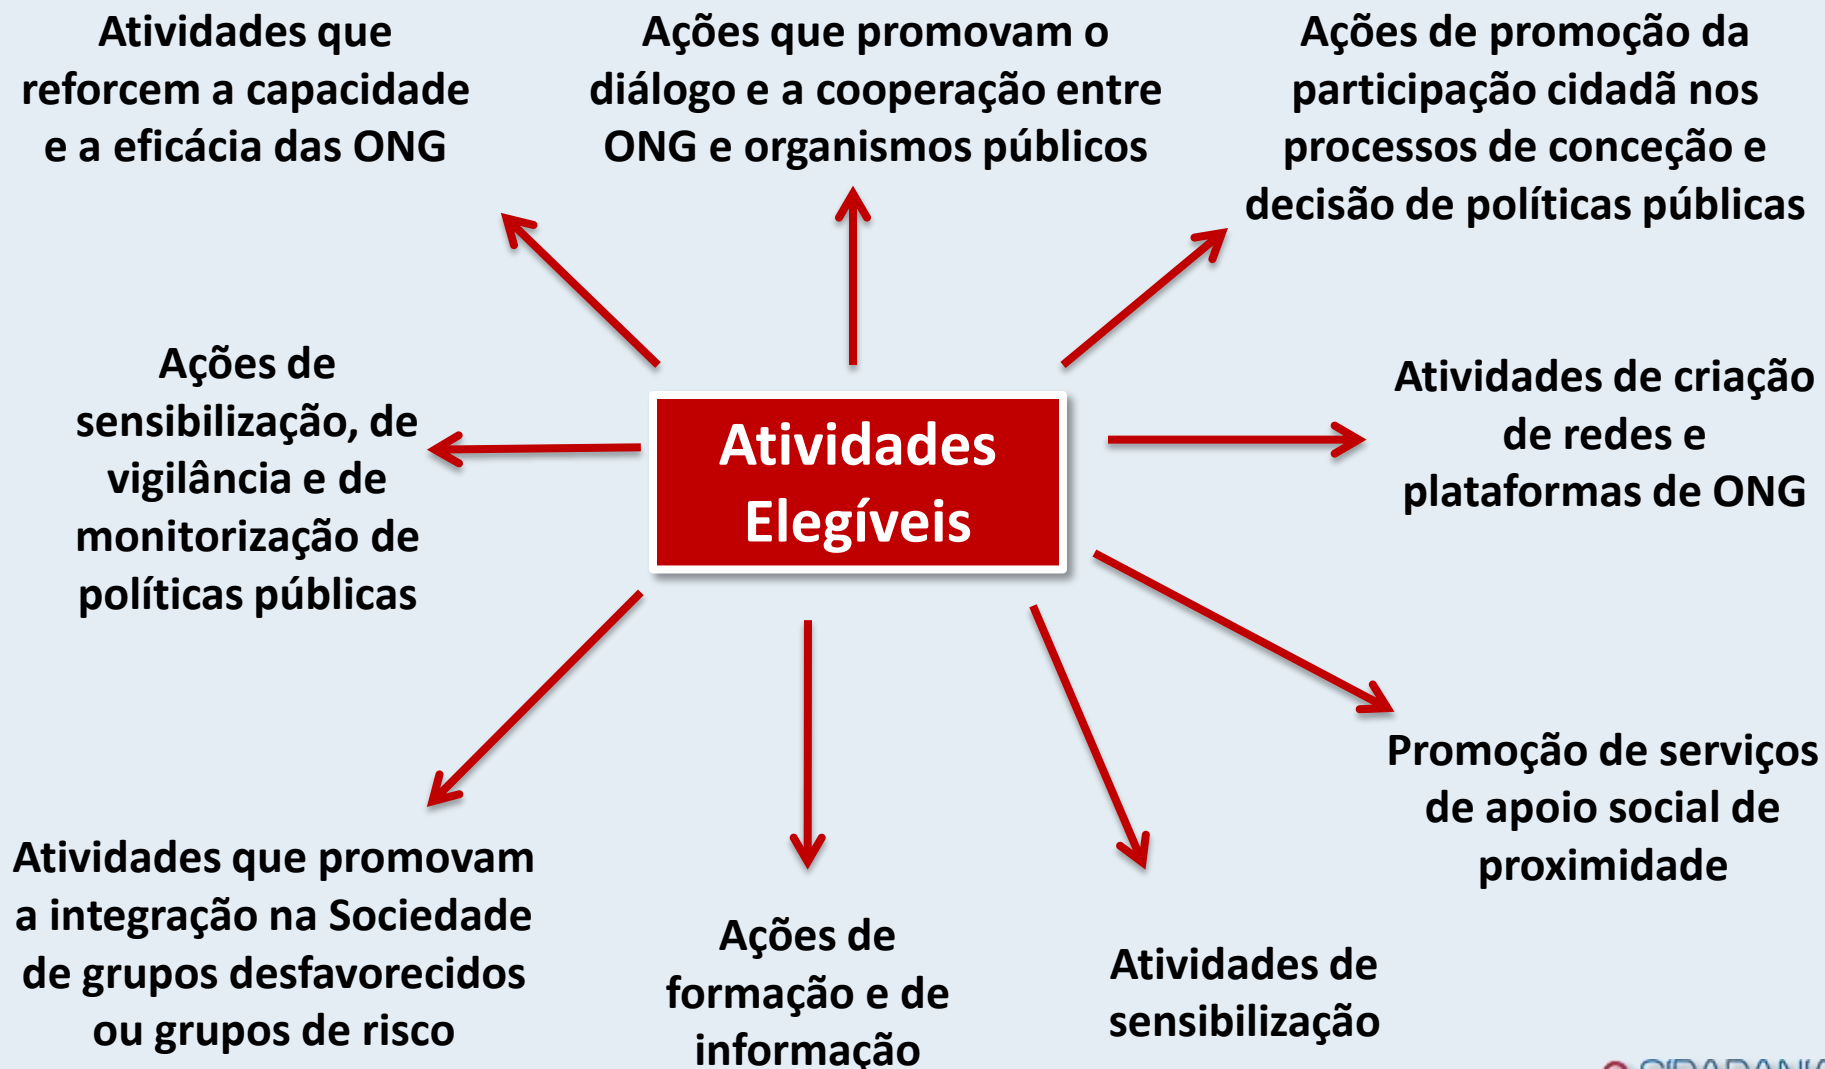 Atividades que
reforcem a capacidade
e a eficácia das ONG
Ações que promovam o
diálogo e a cooperação entre
ONG e organismos públicos
Ações de promoção da
participação cidadã nos
processos de conceção e
decisão de políticas públicas
Ações de
sensibilização, de
vigilância e de
monitorização de
políticas públicas
Atividades
Elegíveis
Atividades de criação
de redes e
plataformas de ONG
Promoção de serviços
de apoio social de
proximidade
Atividades que promovam
a integração na Sociedade
de grupos desfavorecidos
ou grupos de risco
Ações de
formação e de
informação
Atividades de
sensibilização